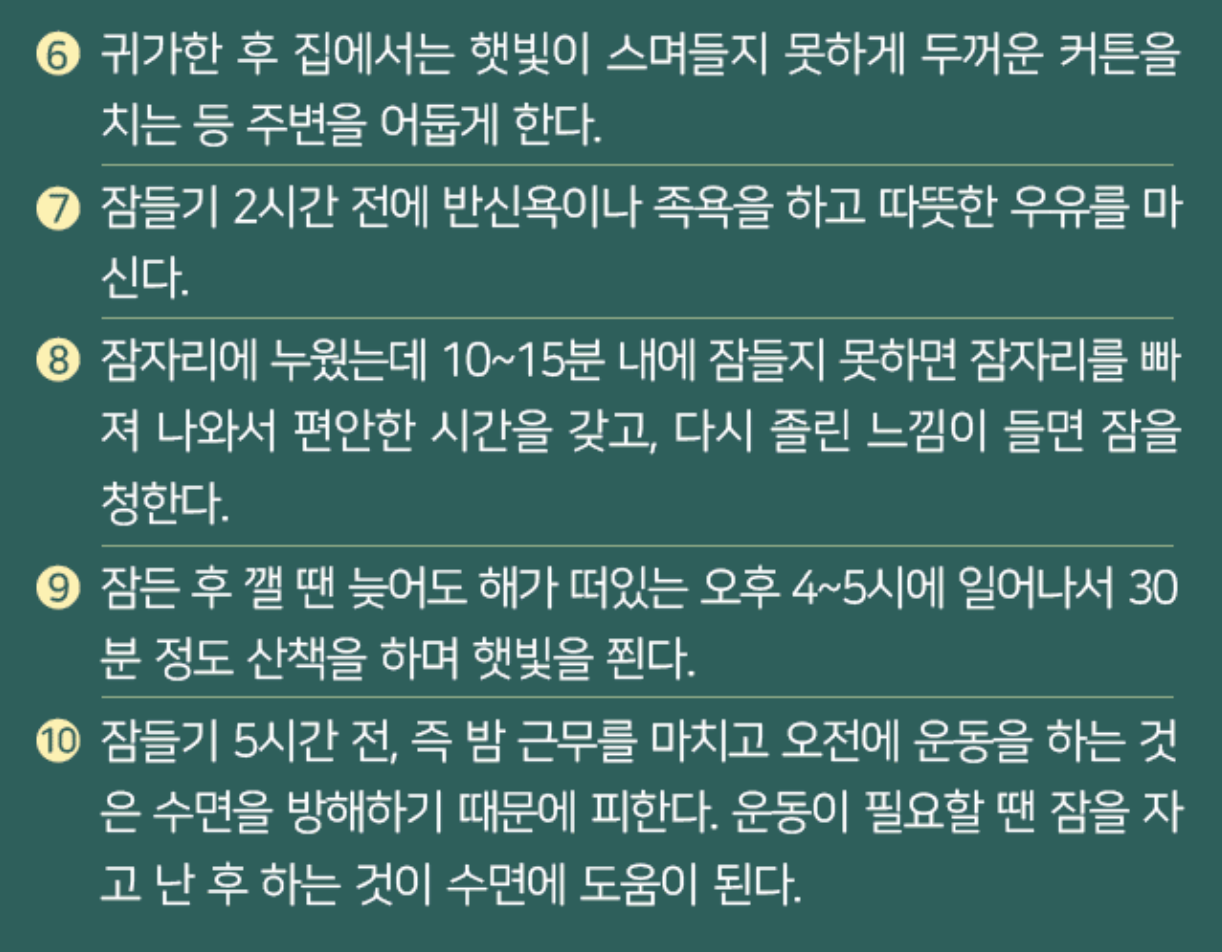 6 귀가한 후 집에서는 햇빛이 스며들지 못하게 두꺼운 커튼을
치는 등 주변을 어둡게 한다.
7 잠들기 2시간 전에 반신욕이나 족욕을 하고 따뜻한 우유를 마
신다.
8 잠자리에 누웠는데 10~15분 내에 잠들지 못하면 잠자리를 빠
져 나와서 편안한 시간을 갖고, 다시 졸린 느낌이 들면 잠을
청한다.
9 잠든 후 깰 땐 늦어도 해가 떠있는 오후 4~5시에 일어나서 30
분 정도 산책을 하며 햇빛을 쬔다.
10 잠들기 5시간 전, 즉 밤 근무를 마치고 오전에 운동을 하는 것
은 수면을 방해하기 때문에 피한다. 운동이 필요할 땐 잠을 자
고 난 후 하는 것이 수면에 도움이 된다.